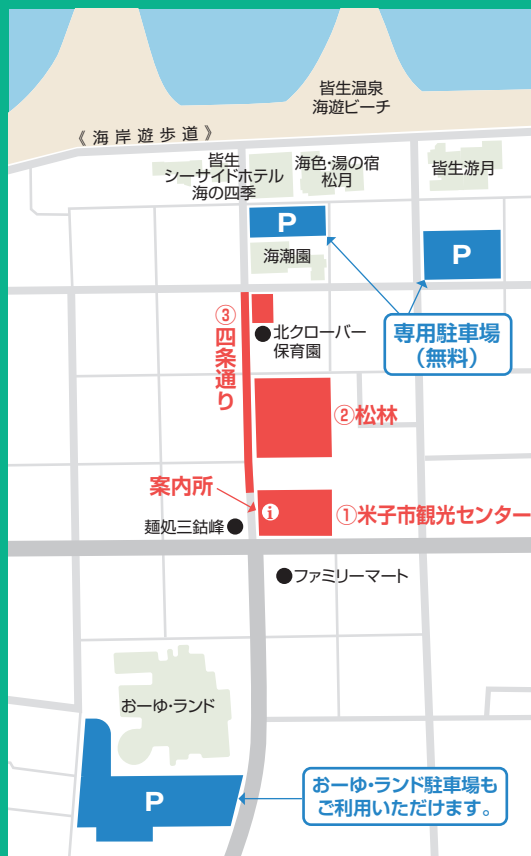 皆生温泉
海遊ビーチ
《海岸遊歩道》
皆生
シーサイドホテル
海の四季
海色・湯の宿
松月
皆生游月
P
P
海潮園
専用駐車場
（無料）
③四条通り
北クローバー
保育園
②松林
案内所
i
①米子市観光センター
麺処三鈷峰
ファミリーマート
おーゆ・ランド
P
おーゆ・ランド駐車場も
ご利用いただけます。